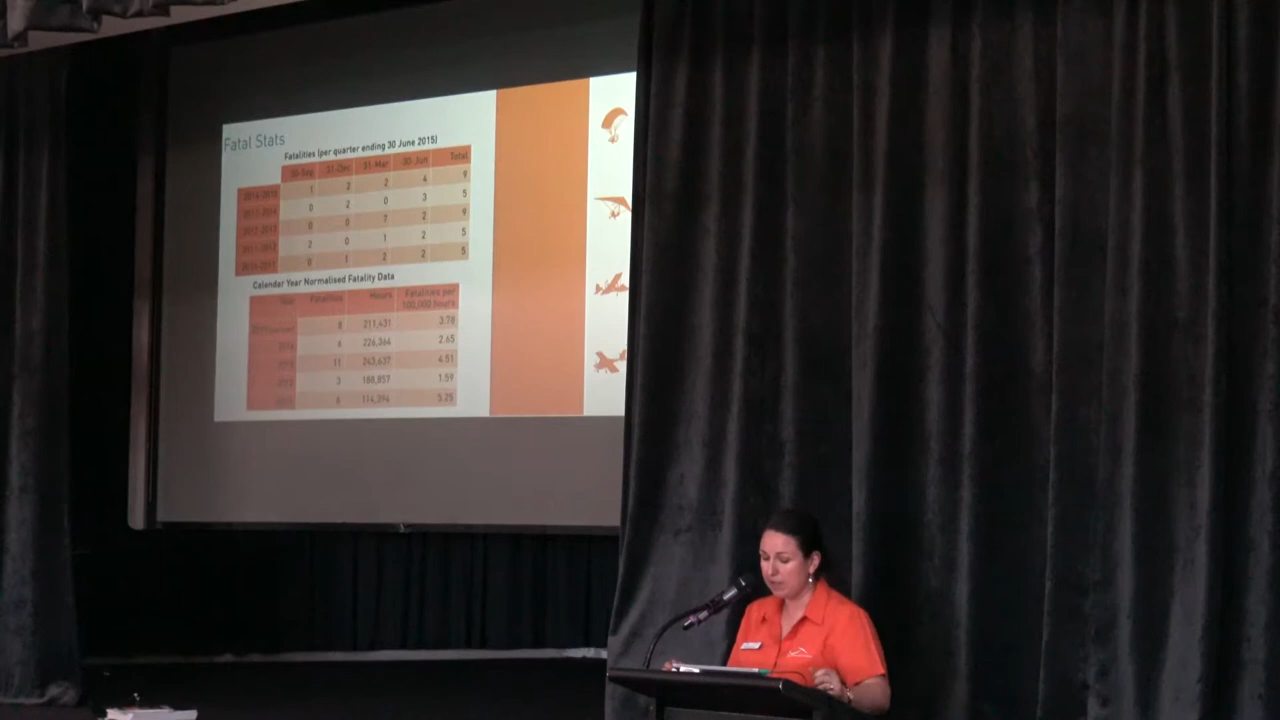 Fatal Stats
Fatalities (per quarter ending 30 June 2015)
30-Sep 31-Dec 31-Mar 30-Jun Total
2014-2015 1 2 2 4 9
2013-2014 0 2 0 3 5
2012-2013 0 0 7 2 9
2011-2012 2 0 1 2 5
2010-2011 0 1 2 2 5
Calendar Year Normalised Fatality Data
Year Fatalities Hours Fatalities per
100,000 hours
8 211,431 3.78
6 226,364 2.65
11 243,637 4.51
3 188,857 1.59
6 114,394 5.25